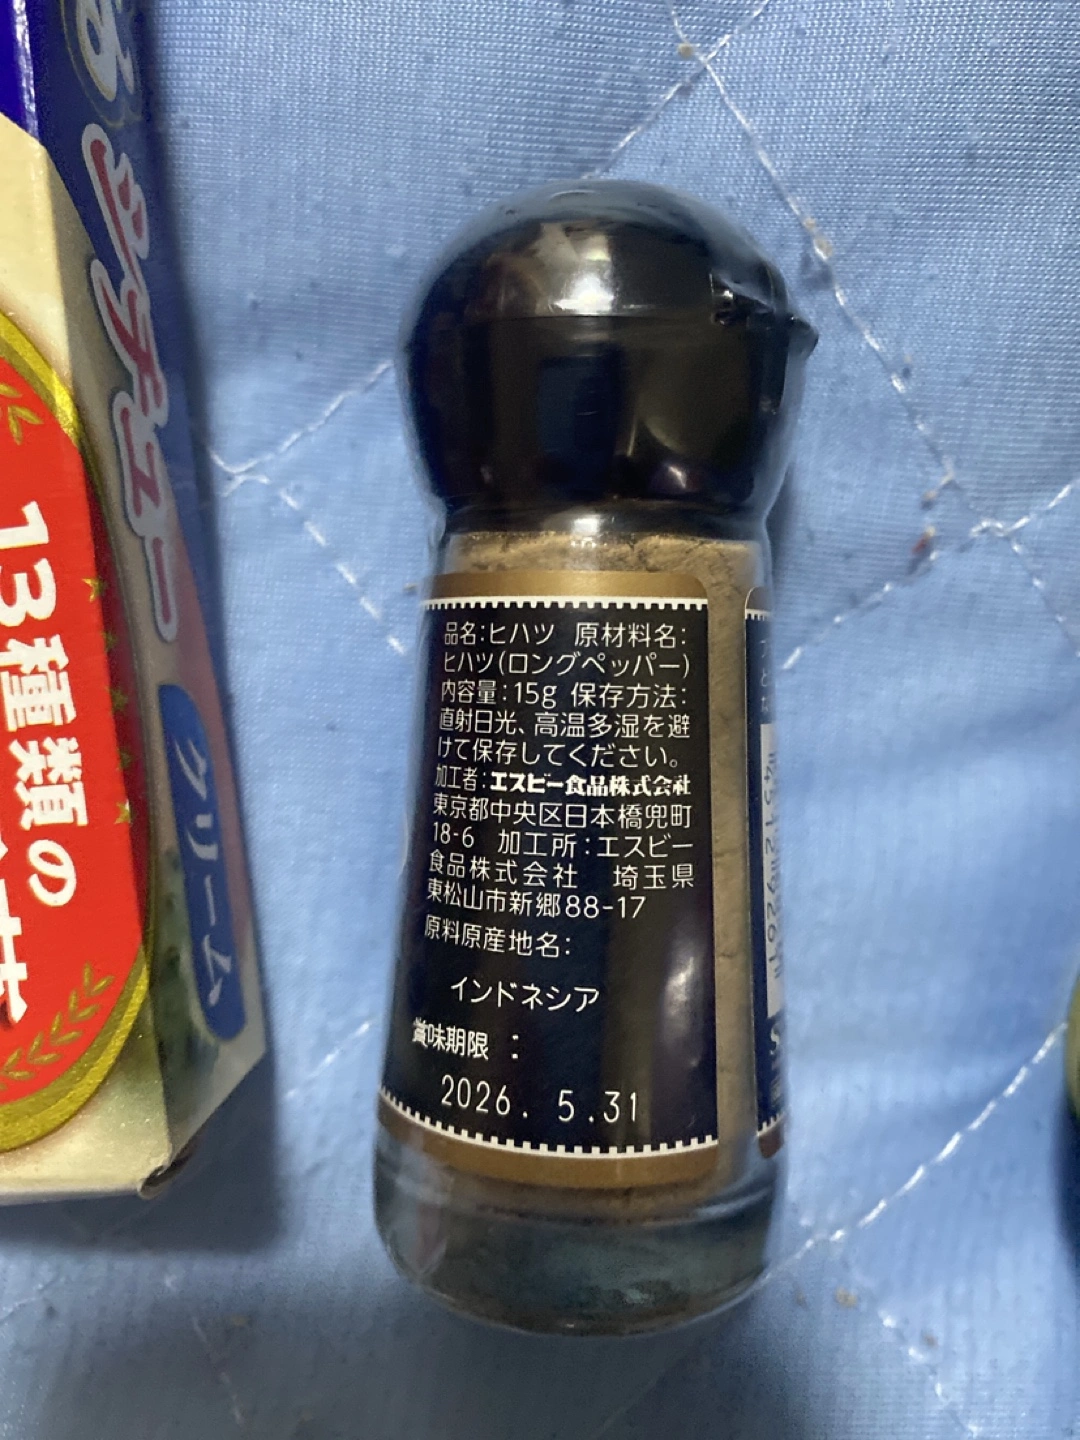 シチュー
クリーム
13種類の
品名:ヒハツ 原材料名:
ヒハツ(ロングペッパー)
内容量:15g 保存方法:
直射日光、高温多湿を避
けて保存してください。
加工者:エスビー食品株式会社
東京都中央区日本橋兜町
18-6 加工所:エスビー
食品株式会社 埼玉県
東松山市新郷88-17
原料原産地名:
インドネシア
賞味期限 :
2026. 5.31